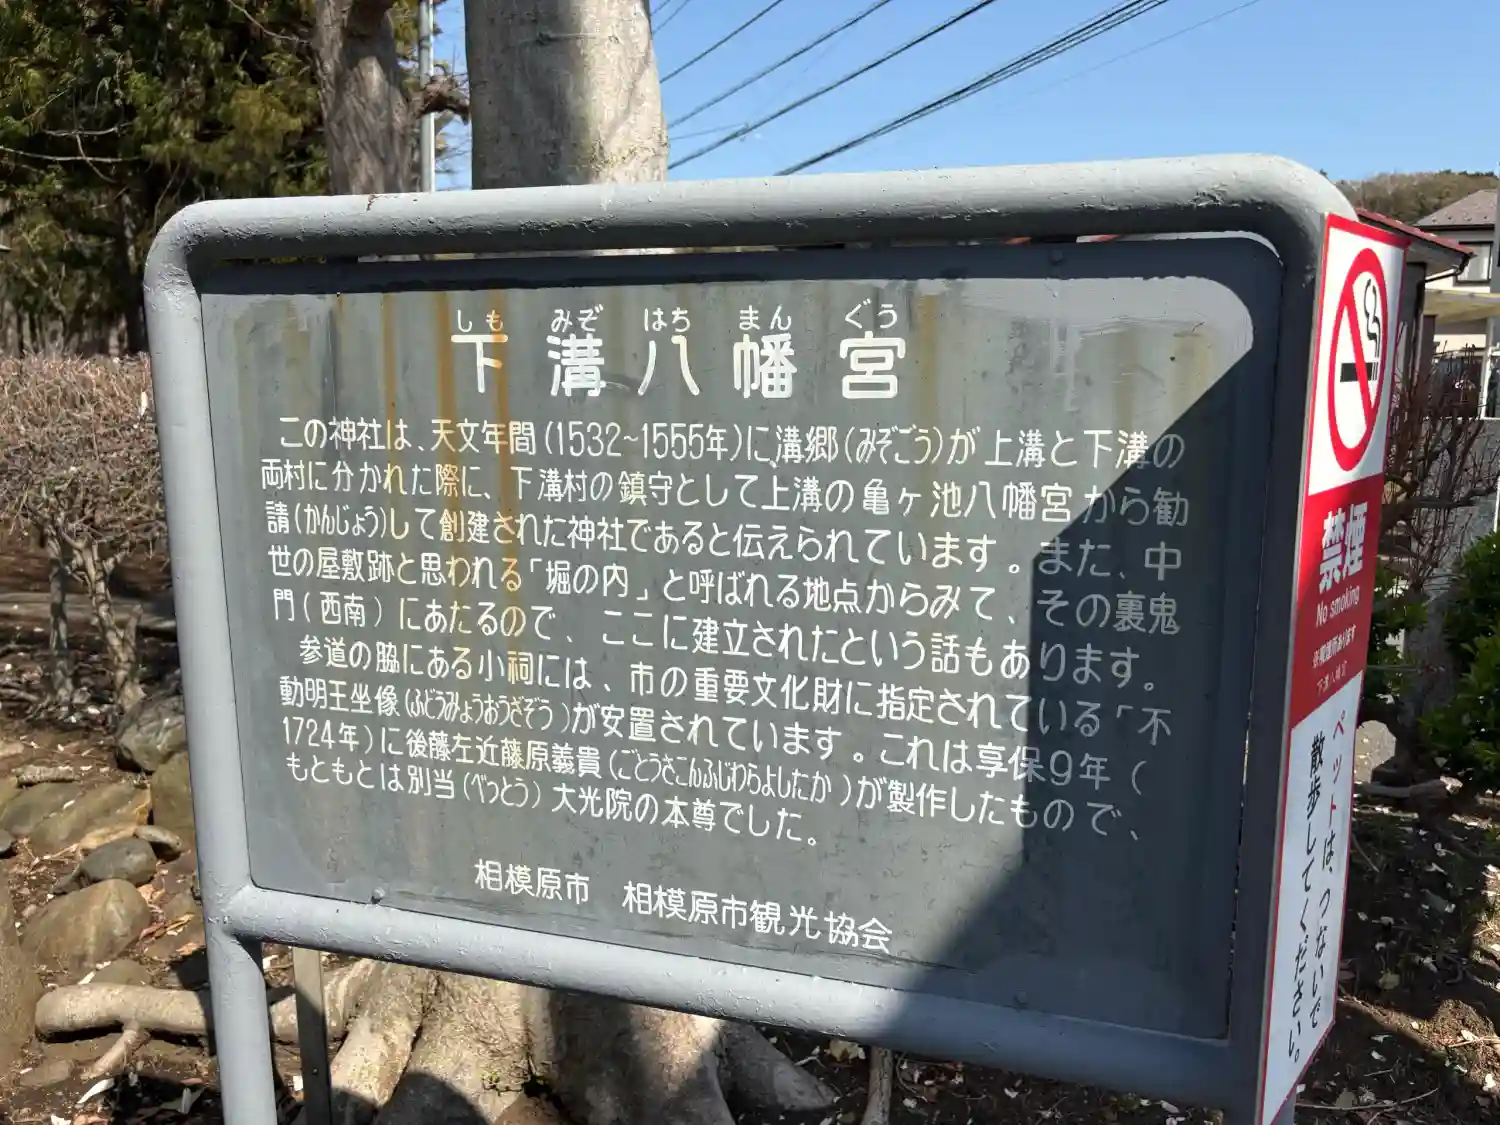 しも みぞ はち まん ぐう
下溝八幡宮
この神社は、天文年間(1532~1555年)に溝郷(みぞごう)が上溝と下溝の
両村に分かれた際に、下溝村の鎮守として上溝の亀ヶ池八幡宮から勧
請(かんじょう)して創建された神社であると伝えられています。また、中
世の屋敷跡と思われる「堀の内」と呼ばれる地点からみて、その裏鬼
門(西南)にあたるので、ここに建立されたという話もあります。
参道の脇にある小祠には、市の重要文化財に指定されている「不
動明王坐像(ふどうみょうおうざぞう)が安置されています。これは享保9年(
1724年)に後藤左近藤原義貴(ごとうさこんふじわらよしたか)が製作したもので、
もともとは別当(べっとう)大光院の本尊でした。
相模原市 相模原市観光協会
禁煙
No smoking
下溝八幡宮
ペットは、つないで
散歩してください。